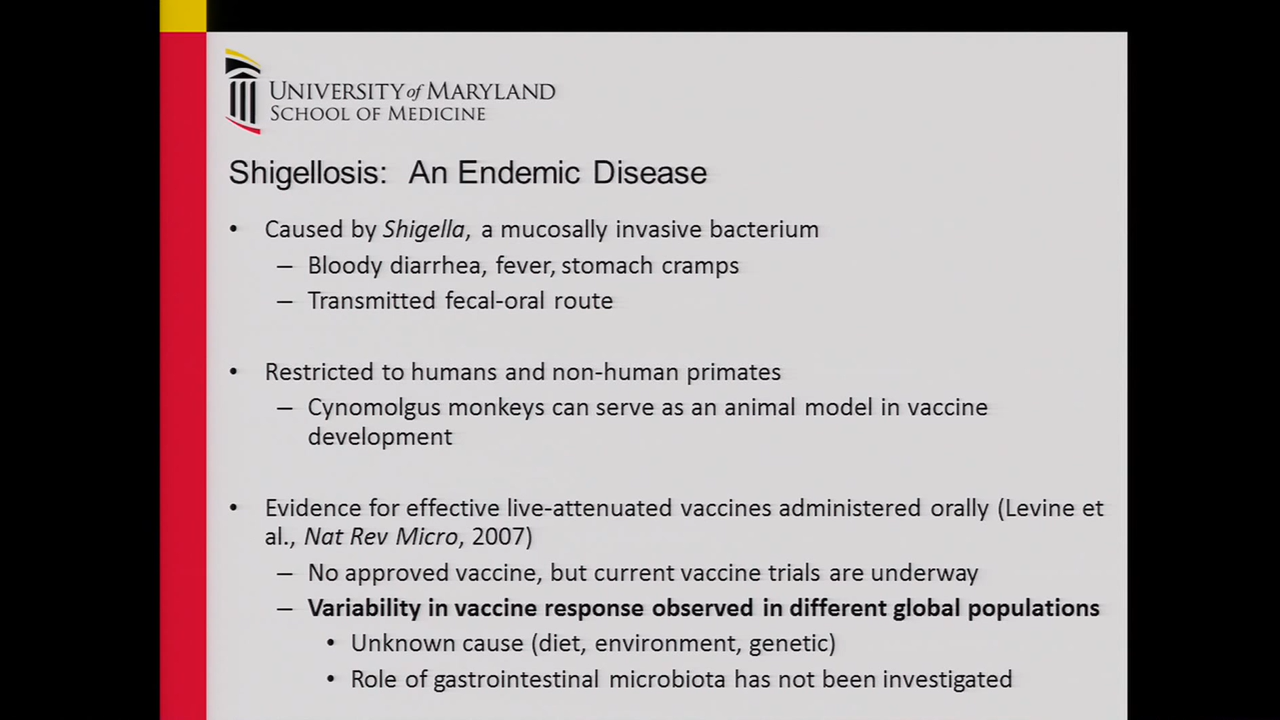 UNIVERSITY of MARYLAND
SCHOOL OF MEDICINE
Shigellosis: An Endemic Disease
• Caused by Shigella, a mucosally invasive bacterium
– Bloody diarrhea, fever, stomach cramps
– Transmitted fecal-oral route
• Restricted to humans and non-human primates
– Cynomolgus monkeys can serve as an animal model in vaccine
development
• Evidence for effective live-attenuated vaccines administered orally (Levine et
al., Nat Rev Micro, 2007)
– No approved vaccine, but current vaccine trials are underway
– Variability in vaccine response observed in different global populations
• Unknown cause (diet, environment, genetic)
• Role of gastrointestinal microbiota has not been investigated